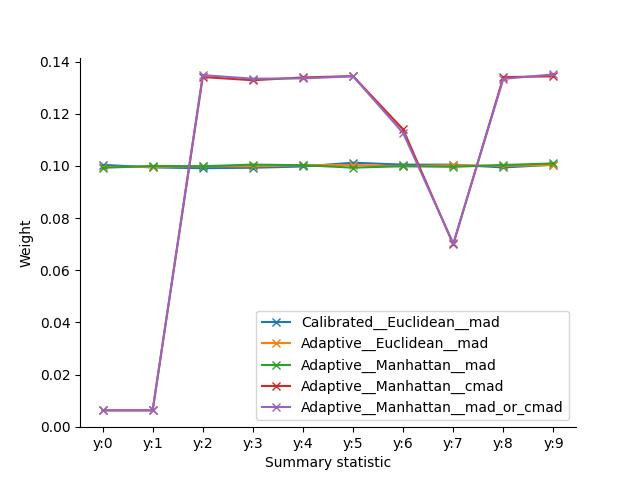 0.14
0.12
0.10
0.08
0.06
0.04
0.02
0.00
Weight
Calibrated__Euclidean__mad
Adaptive__Euclidean__mad
Adaptive__Manhattan__mad
Adaptive__Manhattan__cmad
Adaptive__Manhattan__mad_or_cmad
y:0 y:1 y:2 y:3 y:4 y:5 y:6 y:7 y:8 y:9
Summary statistic